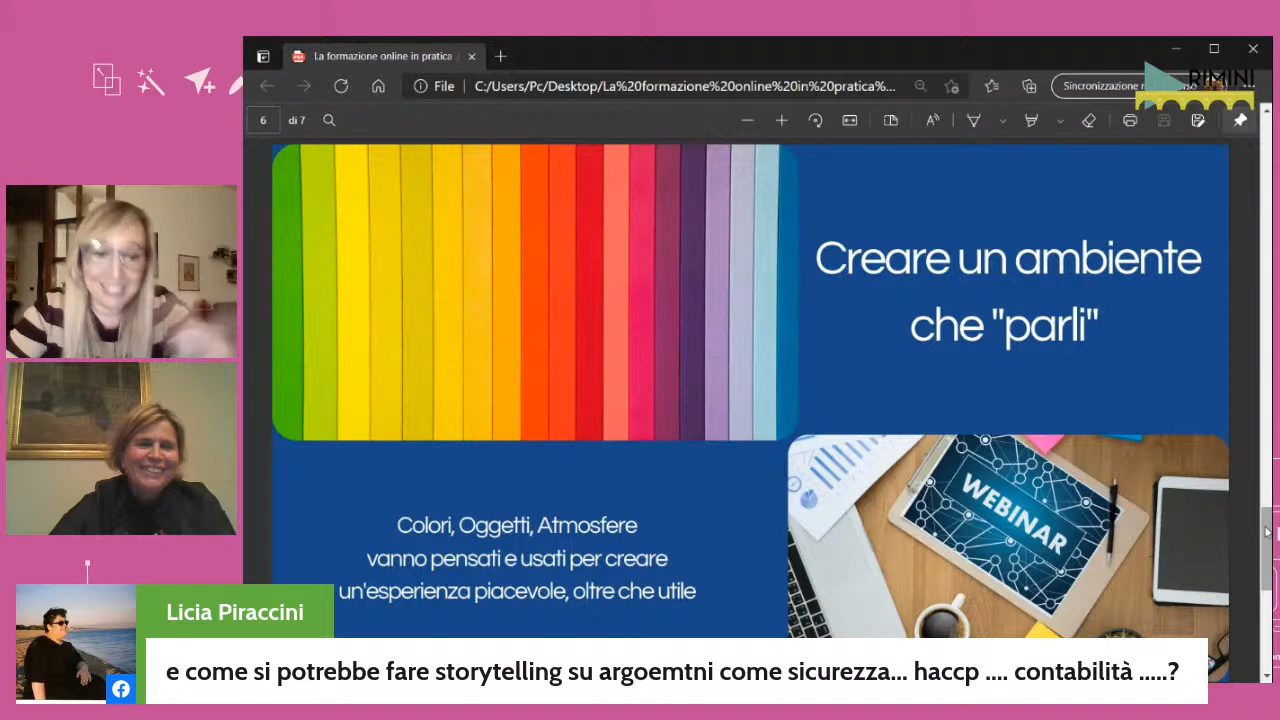 La formazione online in pratica
File
C:/Users/Pc/Desktop/La%20formazione%20online%20in%20pratica%...
RIMINI
6 di 7
Creare un ambiente
che "parli"
WEBINAR
Colori, Oggetti, Atmosfere
vanno pensati e usati per creare
un'esperienza piacevole, oltre che utile
Licia Piraccini
e come si potrebbe fare storytelling su argoemtni come sicurezza... haccp .... contabilità .....?